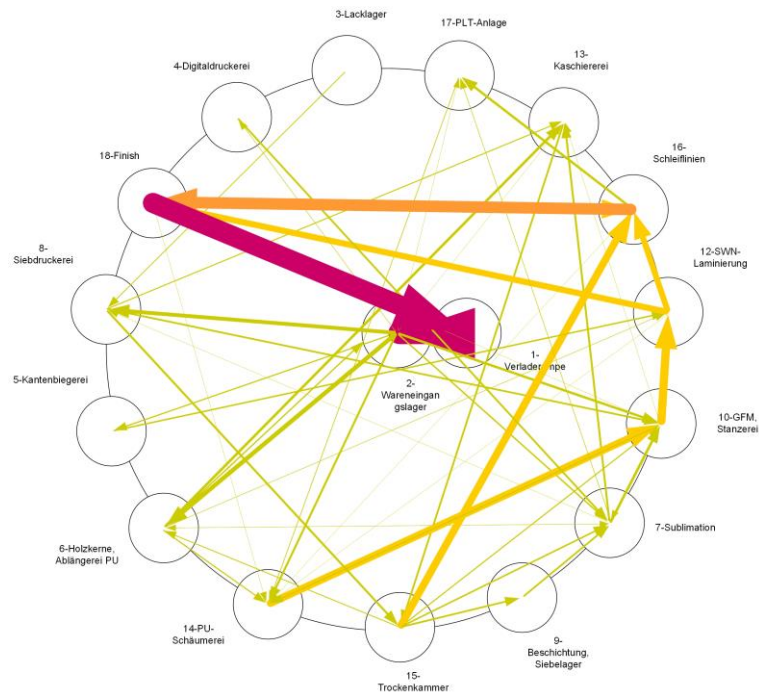 3-Lacklager
17-PLT-Anlage
13-
Kaschiererei
4-Digitaldruckerei
16-
Schleiflinien
18-Finish
12-SWN-
Laminierung
8-
Siebdruckerei
1-
2-
Wareneingan
gslager
5-Kantenbiegerei
10-GFM,
Stanzerei
7-Sublimation
6-Holzkerne,
Ablängerei PU
14-PU-
Schäumerei
9-
Beschichtung,
Siebelager
15-
Trockenkammer